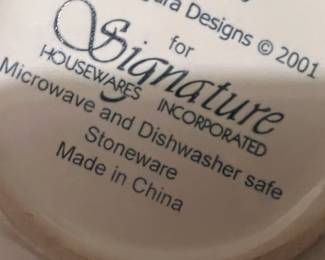 Designs © 2001
for
Signature
HOUSEWARES INCORPORATED
Microwave and Dishwasher safe
Stoneware
Made in China